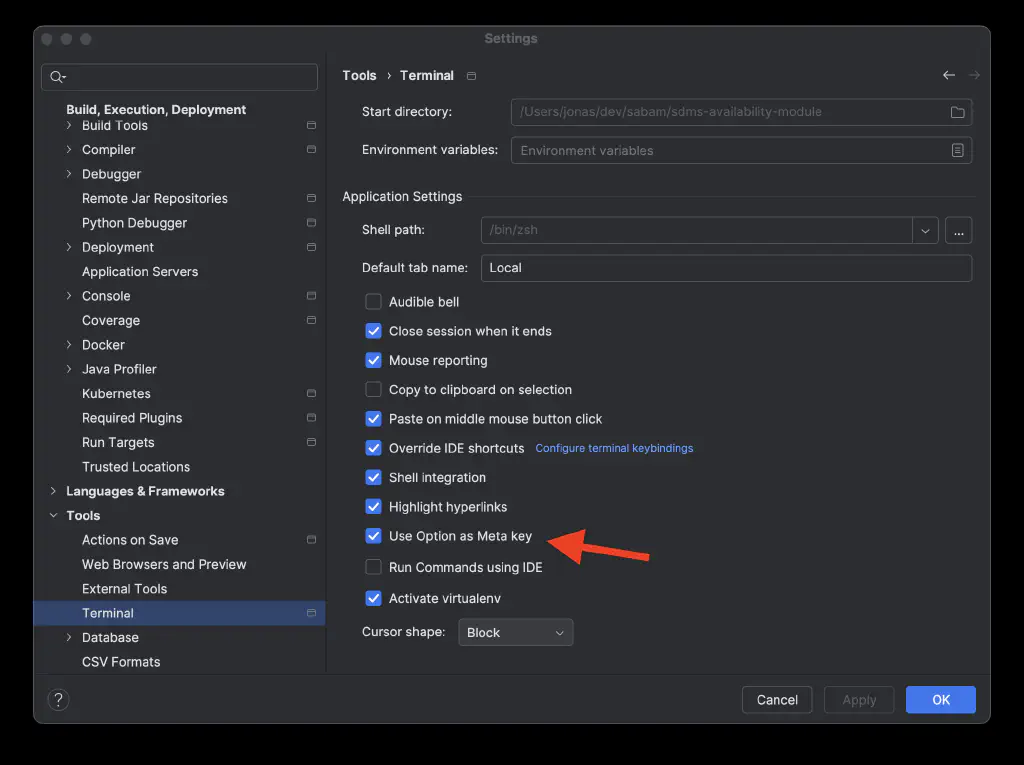 Settings
Build, Execution, Deployment
Build Tools
Compiler
Debugger
Remote Jar Repositories
Python Debugger
Deployment
Application Servers
Console
Coverage
Docker
Java Profiler
Kubernetes
Required Plugins
Run Targets
Trusted Locations
Languages & Frameworks
Tools
Actions on Save
Web Browsers and Preview
External Tools
Terminal
Database
CSV Formats
?
Tools › Terminal
Start directory: /Users/jonas/dev/sabam/sdms-availability-module
Environment variables: Environment variables
Application Settings
Shell path: /bin/zsh ...
Default tab name: Local
Audible bell
Close session when it ends
Mouse reporting
Copy to clipboard on selection
Paste on middle mouse button click
Override IDE shortcuts Configure terminal keybindings
Shell integration
Highlight hyperlinks
Use Option as Meta key
Run Commands using IDE
Activate virtualenv
Cursor shape: Block
Cancel Apply OK